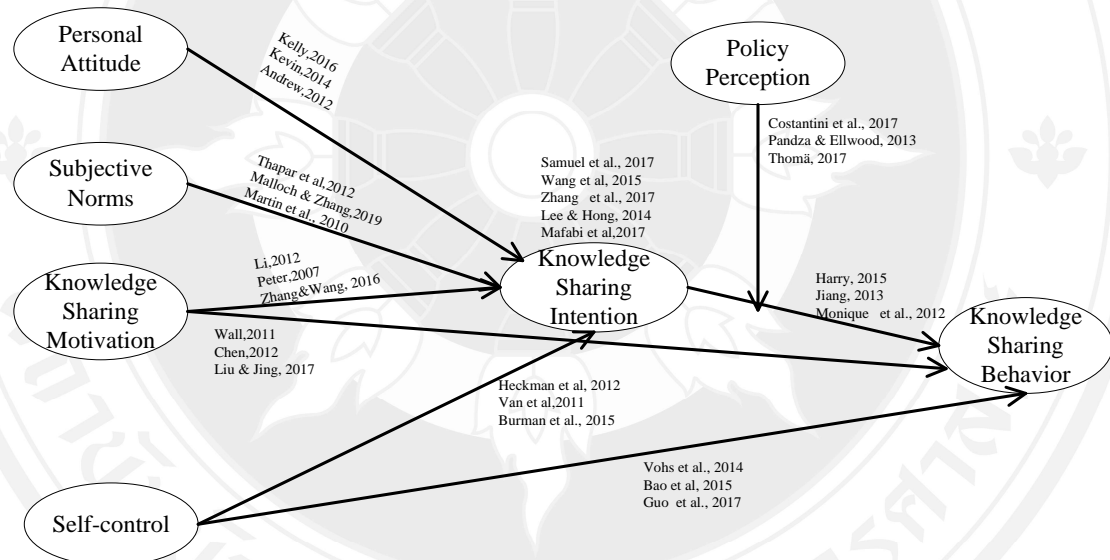 Personal
Attitude
Kelly,2016
Kevin,2014
Andrew,2012
Policy
Perception
Costantini et al., 2017
Pandza & Ellwood, 2013
Thomä, 2017
Subjective
Norms
Thapar et al,2012
Malloch & Zhang,2019
Martin et al., 2010
Samuel et al., 2017
Wang et al, 2015
Zhang et al., 2017
Lee & Hong, 2014
Mafabi et al,2017
Knowledge
Sharing
Intention
Knowledge
Sharing
Motivation
Li,2012
Peter,2007
Zhang&Wang, 2016
Wall,2011
Chen,2012
Liu & Jing, 2017
Harry, 2015
Jiang, 2013
Monique et al., 2012
Knowledge
Sharing
Behavior
Heckman et al, 2012
Van et al,2011
Burman et al., 2015
Vohs et al., 2014
Bao et al, 2015
Guo et al., 2017
Self-control